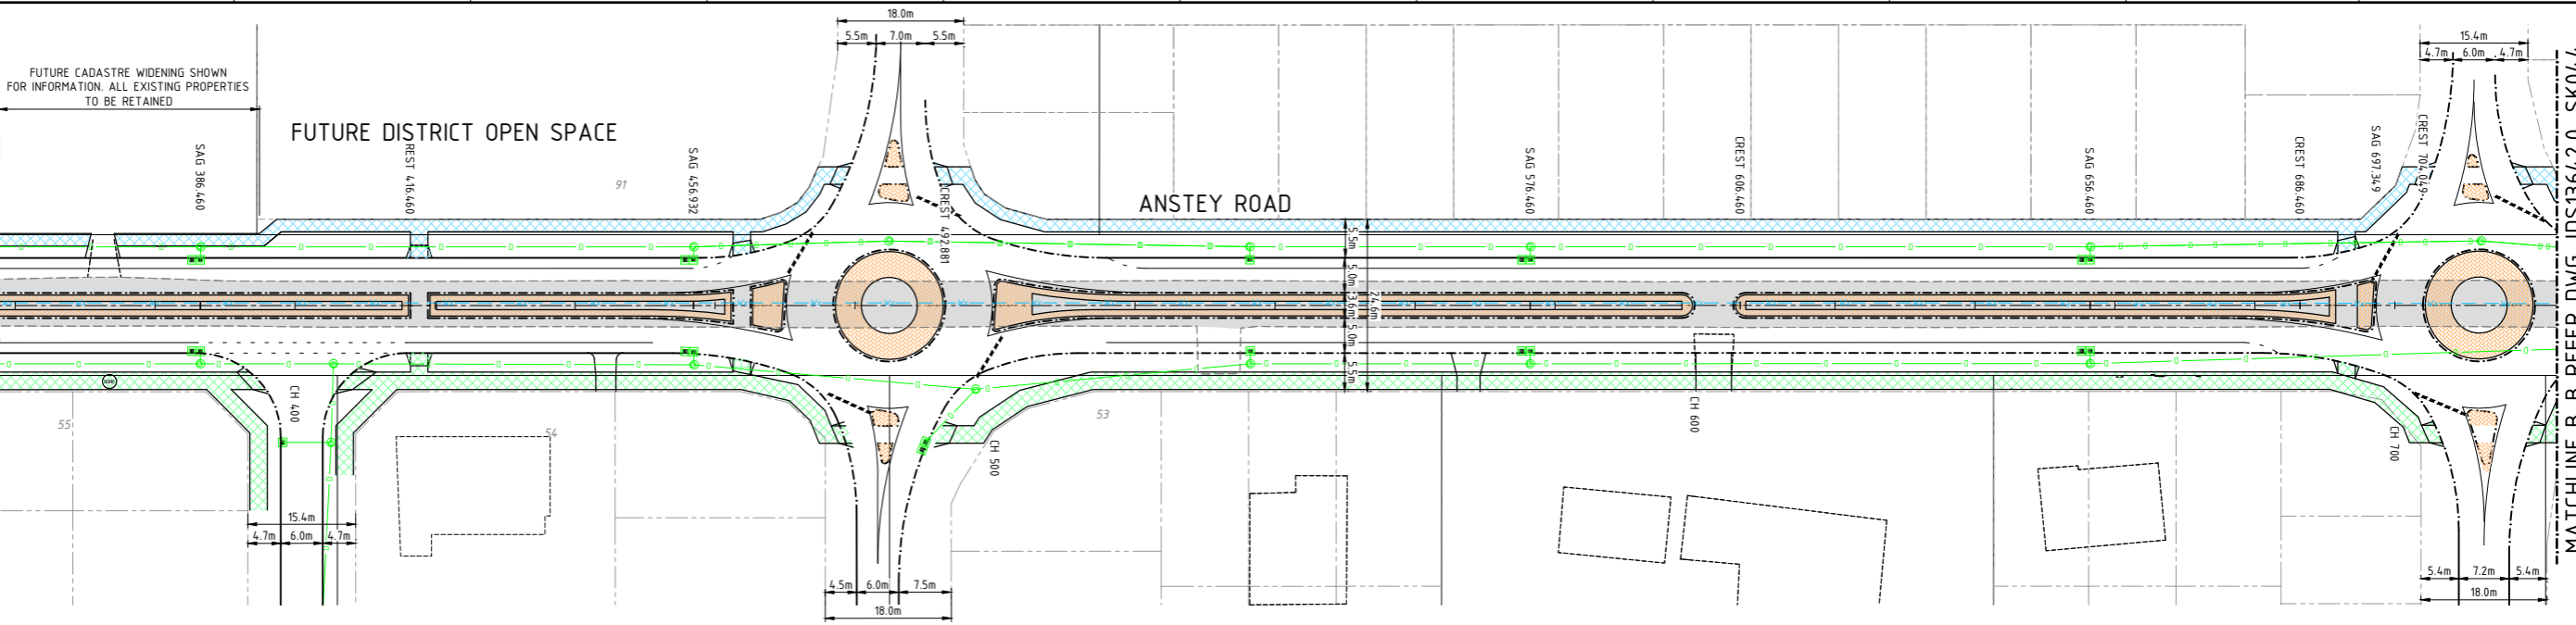 18.0m
5.5m 7.0m 5.5m
15.4m
4.7m 6.0m 4.7m
FUTURE CADASTRE WIDENING SHOWN
FOR INFORMATION. ALL EXISTING PROPERTIES
TO BE RETAINED
FUTURE DISTRICT OPEN SPACE
91
ANSTEY ROAD
SAG 386.460
REST 416.460
SAG 456.932
CREST 492.881
SAG 576.460
CREST 606.460
SAG 656.460
CREST 686.460
SAG 697.349
CREST 704.049
5.5m
5.0m
3.6m
24.6m
5.0m
5.5m
CH 400
CH 500
CH 600
CH 700
55
54
53
15.4m
4.7m 6.0m 4.7m
4.5m 6.0m 7.5m
18.0m
5.4m 7.2m 5.4m
18.0m